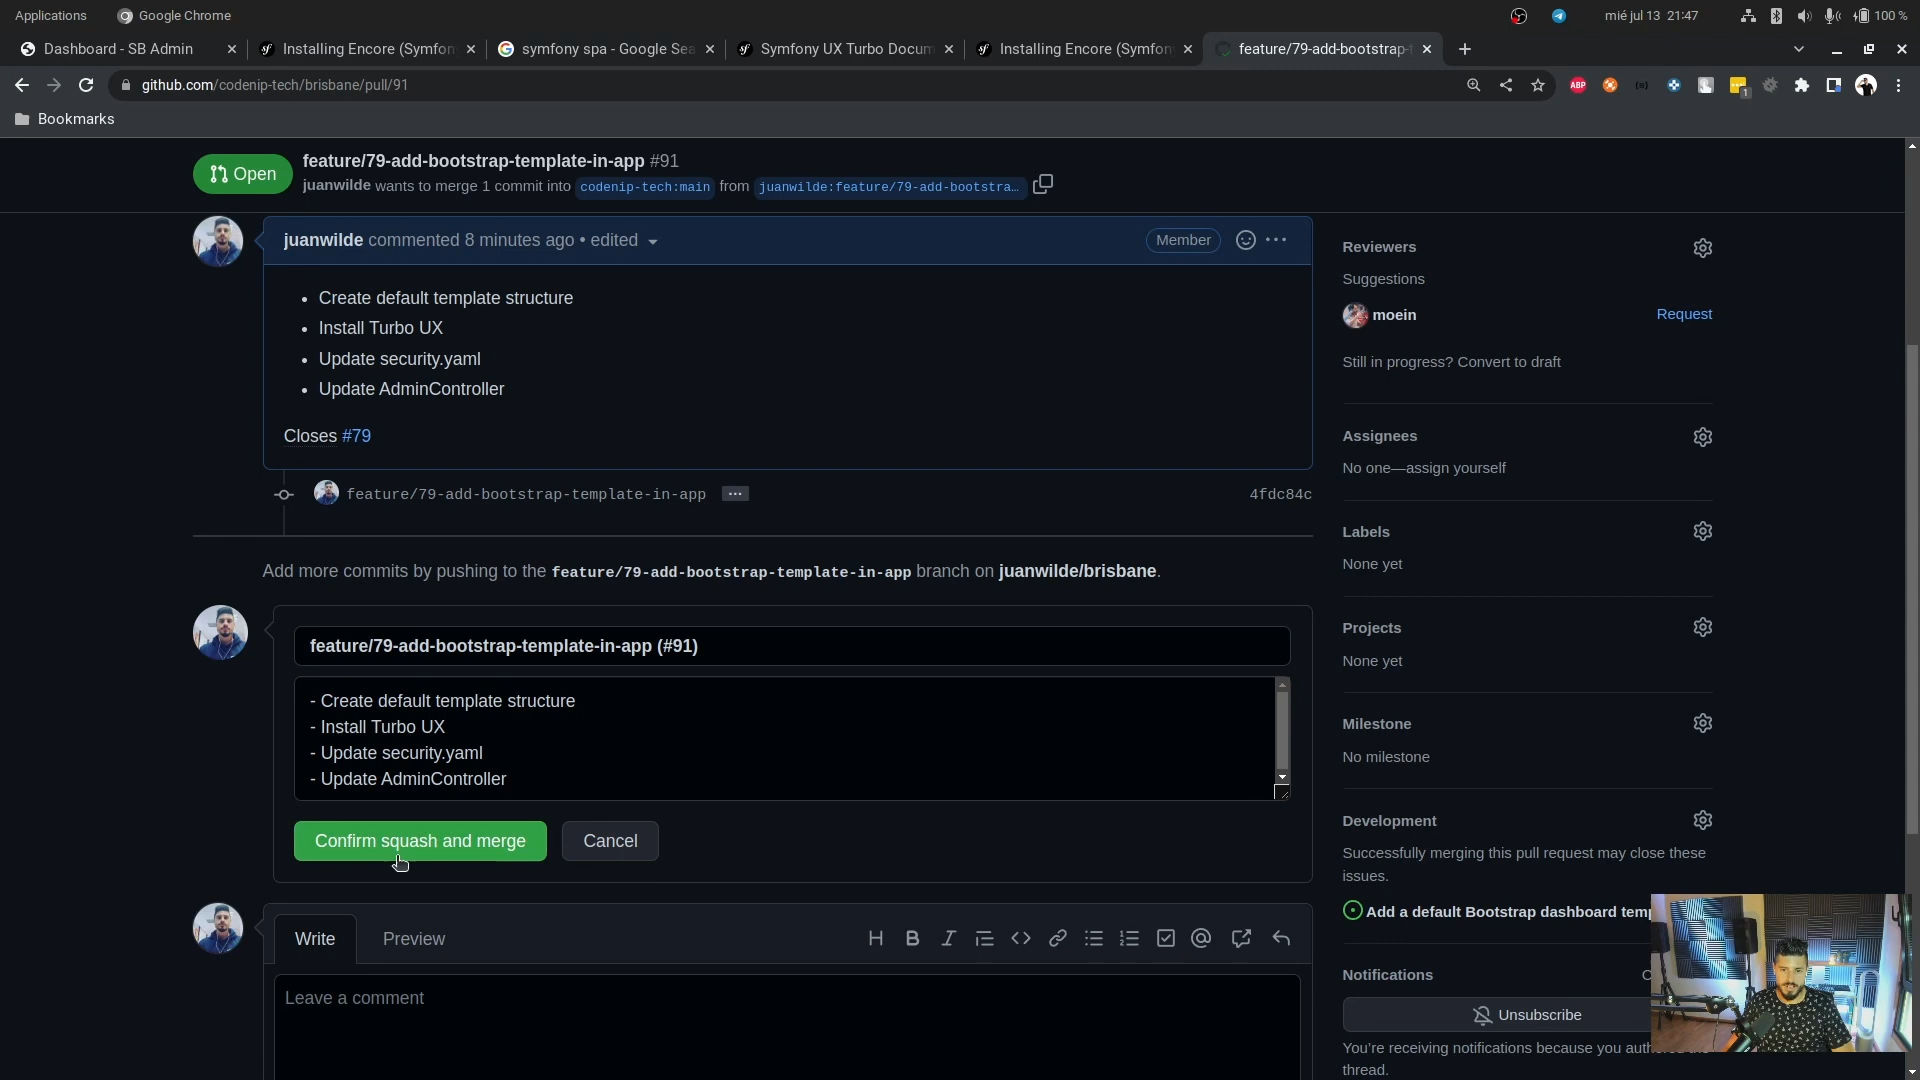 Applications
Google Chrome
mié jul 13 21:47
100 %
Dashboard - SB Admin
Installing Encore (Symfon
symfony spa - Google Sea
Symfony UX Turbo Docum
Installing Encore (Symfon
feature/79-add-bootstrap-t
github.com/codenip-tech/brisbane/pull/91
ABP
1
Bookmarks
Open
feature/79-add-bootstrap-template-in-app #91
juanwilde wants to merge 1 commit into codenip-tech:main from juanwilde:feature/79-add-bootstra…
juanwilde commented 8 minutes ago • edited
Member
• Create default template structure
• Install Turbo UX
• Update security.yaml
• Update AdminController
Closes #79
feature/79-add-bootstrap-template-in-app
4fdc84c
Add more commits by pushing to the feature/79-add-bootstrap-template-in-app branch on juanwilde/brisbane.
feature/79-add-bootstrap-template-in-app (#91)
- Create default template structure
- Install Turbo UX
- Update security.yaml
- Update AdminController
Confirm squash and merge
Cancel
Write
Preview
Leave a comment
Reviewers
Suggestions
moein
Request
Still in progress? Convert to draft
Assignees
No one—assign yourself
Labels
None yet
Projects
None yet
Milestone
No milestone
Development
Successfully merging this pull request may close these
issues.
Add a default Bootstrap dashboard temp
Notifications
Unsubscribe
You're receiving notifications because you
thread.